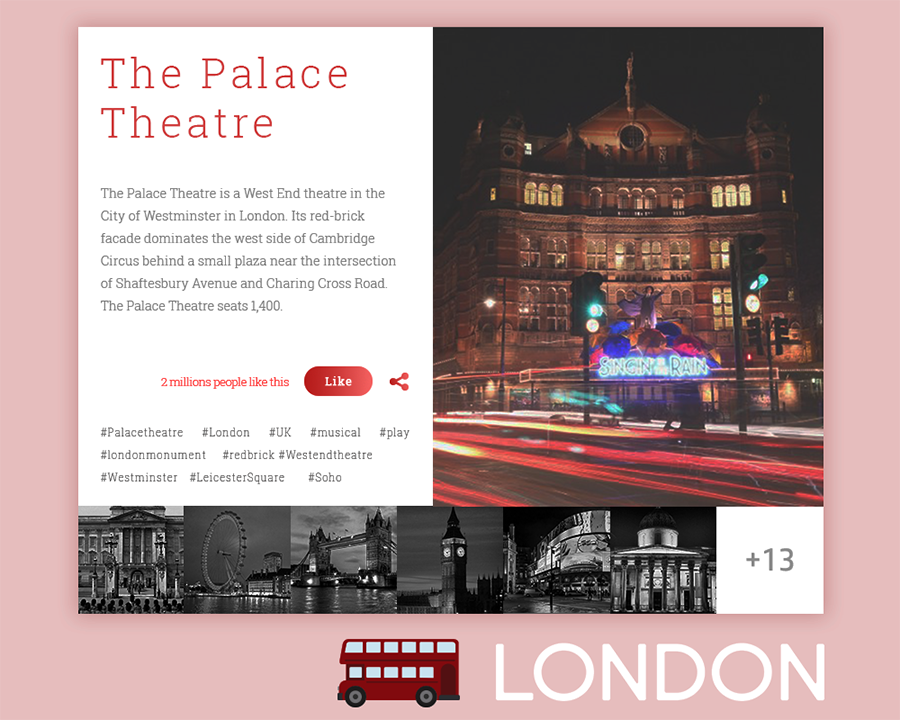 The Palace
Theatre
The Palace Theatre is a West End theatre in the
City of Westminster in London. Its red-brick
facade dominates the west side of Cambridge
Circus behind a small plaza near the intersection
of Shaftesbury Avenue and Charing Cross Road.
The Palace Theatre seats 1,400.
2 millions people like this
Like
#Palacetheatre #London #UK #musical #play
#londonmonument #redbrick #Westendtheatre
#Westminster #LeicesterSquare #Soho
SINGIN' IN THE RAIN
+13
LONDON